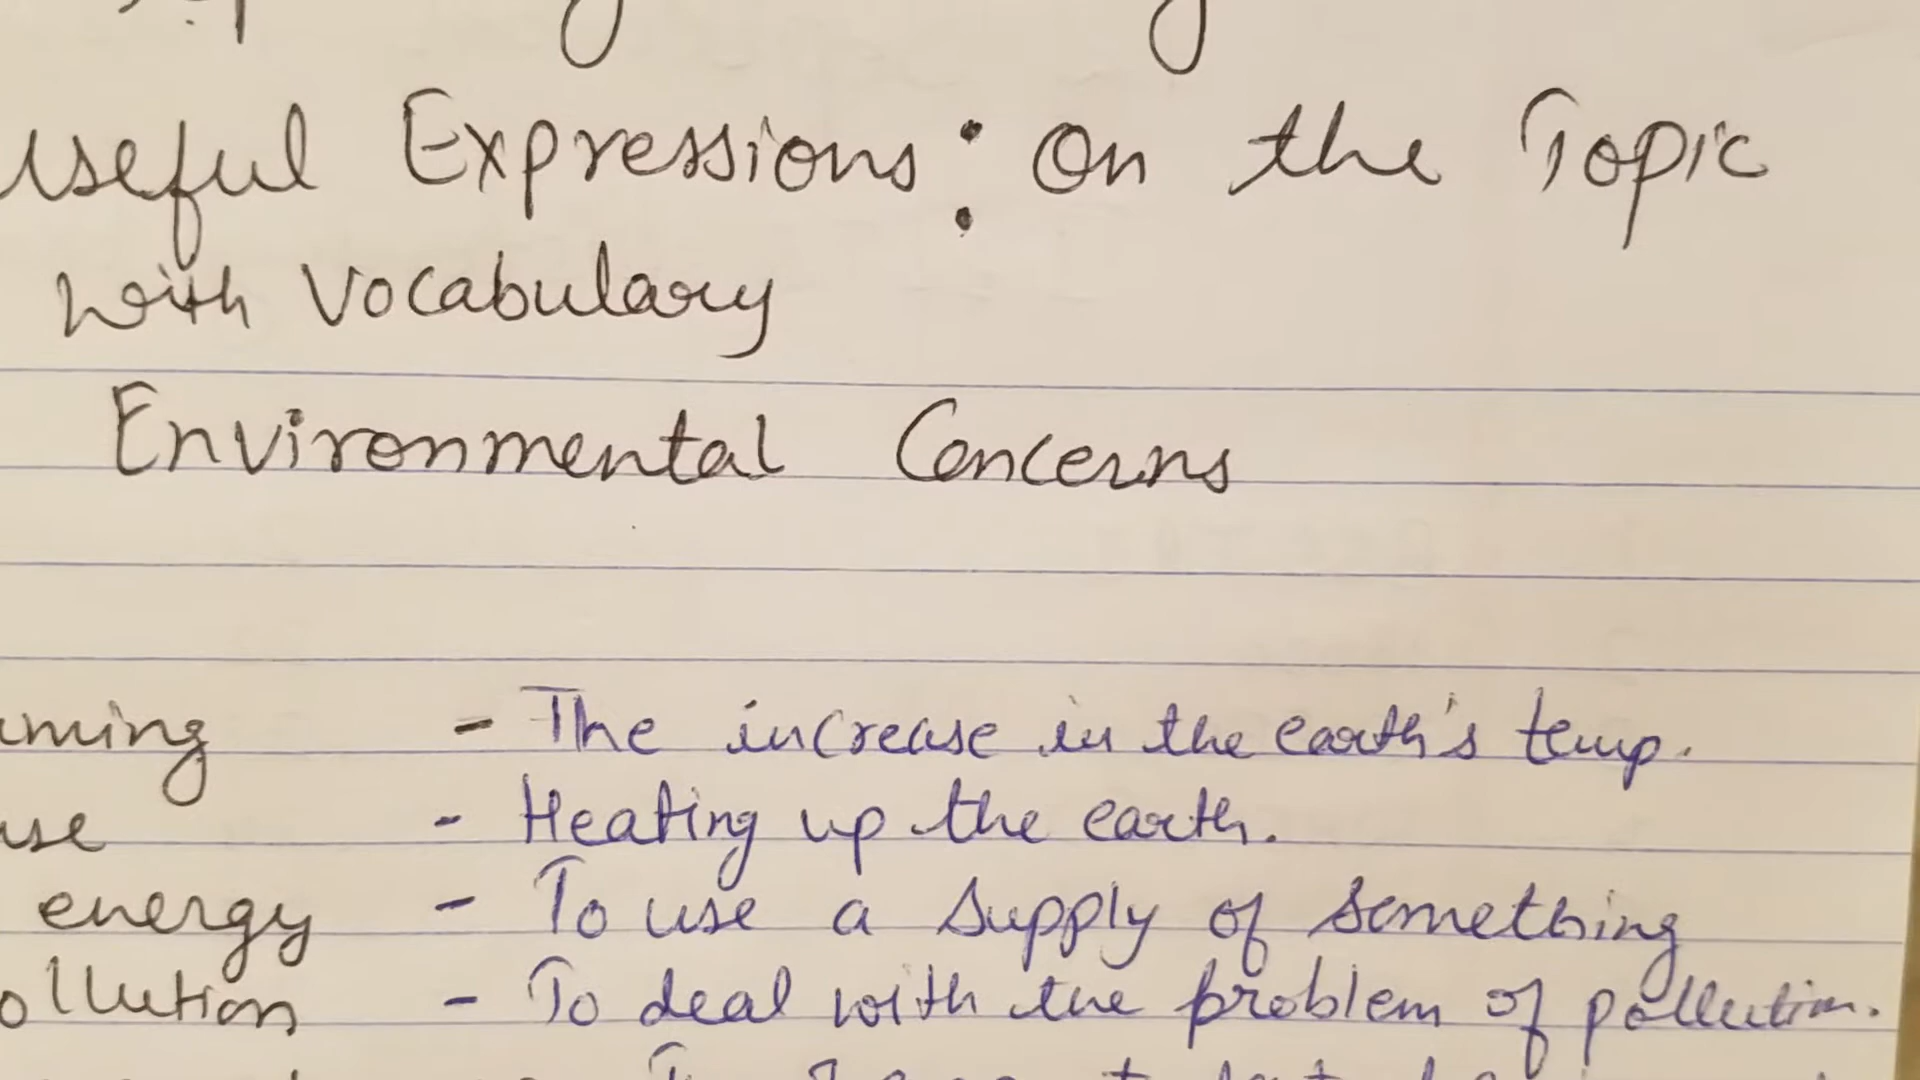 useful Expressions: On the Topic
with Vocabulary
Environmental Concerns
- The increase in the earth's temp.
- Heating up the earth.
energy - To use a supply of something
ollution - To deal with the problem of pollution.